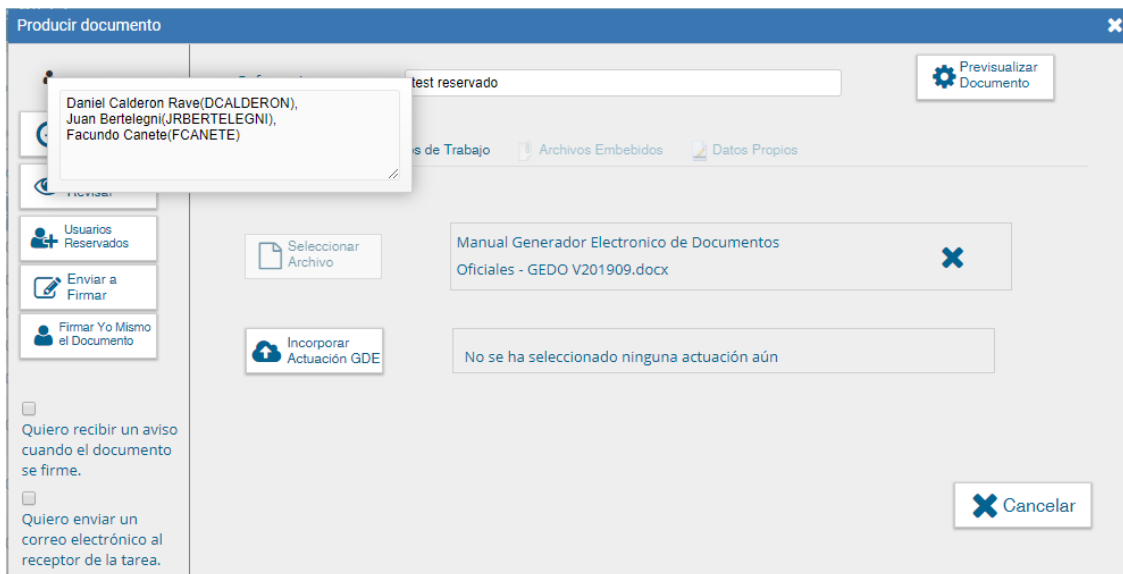 Producir documento
Previsualizar
Documento
test reservado
Daniel Calderon Rave(DCALDERON),
Juan Bertelegni(JRBERTELEGNI),
Facundo Canete(FCANETE)
de Trabajo
Archivos Embebidos
Datos Propios
Revisar
Usuarios
Reservados
Seleccionar
Archivo
Manual Generador Electronico de Documentos
Oficiales - GEDO V201909.docx
Enviar a
Firmar
Firmar Yo Mismo
el Documento
Incorporar
Actuación GDE
No se ha seleccionado ninguna actuación aún
Quiero recibir un aviso
cuando el documento
se firme.
Quiero enviar un
correo electrónico al
receptor de la tarea.
Cancelar